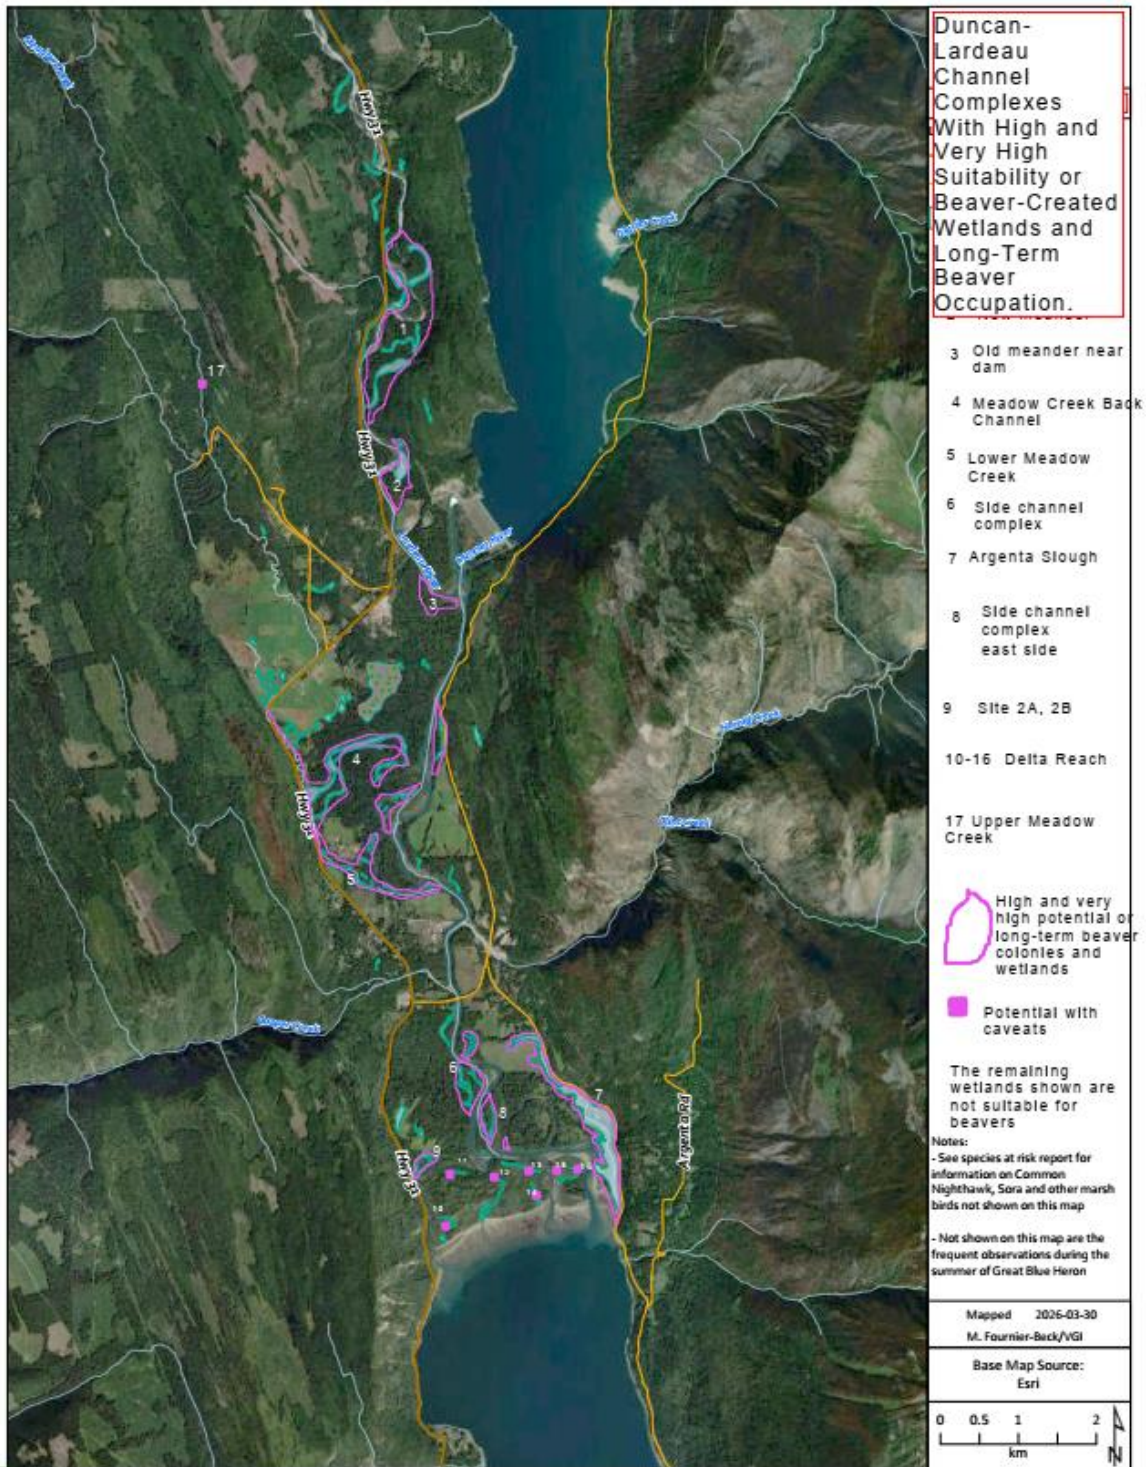 Duncan-
Lardeau
Channel
Complexes
With High and
Very High
Suitability or
Beaver-Created
Wetlands and
Long-Term
Beaver
Occupation.
3 Old meander near
dam
4 Meadow Creek Back
Channel
5 Lower Meadow
Creek
6 Side channel
complex
7 Argenta Slough
8 Side channel
complex
east side
9 Site 2A, 2B
10-16 Delta Reach
17 Upper Meadow
Creek
High and very
high potential or
long-term beaver
colonies and
wetlands
Potential with
caveats
The remaining
wetlands shown are
not suitable for
beavers
Notes:
- See species at risk report for
information on Common
Nighthawk, Sora and other marsh
birds not shown on this map
- Not shown on this map are the
frequent observations during the
summer of Great Blue Heron
Mapped 2026-03-30
M. Fournier-Beck/VGI
Base Map Source:
Esri
0 0.5 1 2
km
N
Meadow Creek
Hwy 31
1
17
Hwy 31
2
Lardeau River
3
4
Hwy 31
5
6
7
8
9
Hwy 31
Argenta Rd
11
12
13